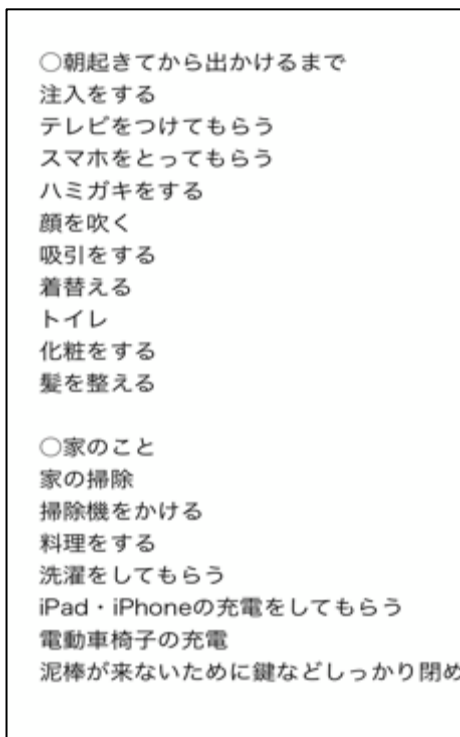 〇朝起きてから出かけるまで
注入をする
テレビをつけてもらう
スマホをとってもらう
ハミガキをする
顔を吹く
吸引をする
着替える
トイレ
化粧をする
髪を整える
〇家のこと
家の掃除
掃除機をかける
料理をする
洗濯をしてもらう
iPad・iPhoneの充電をしてもらう
電動車椅子の充電
泥棒が来ないために鍵などしっかり閉め